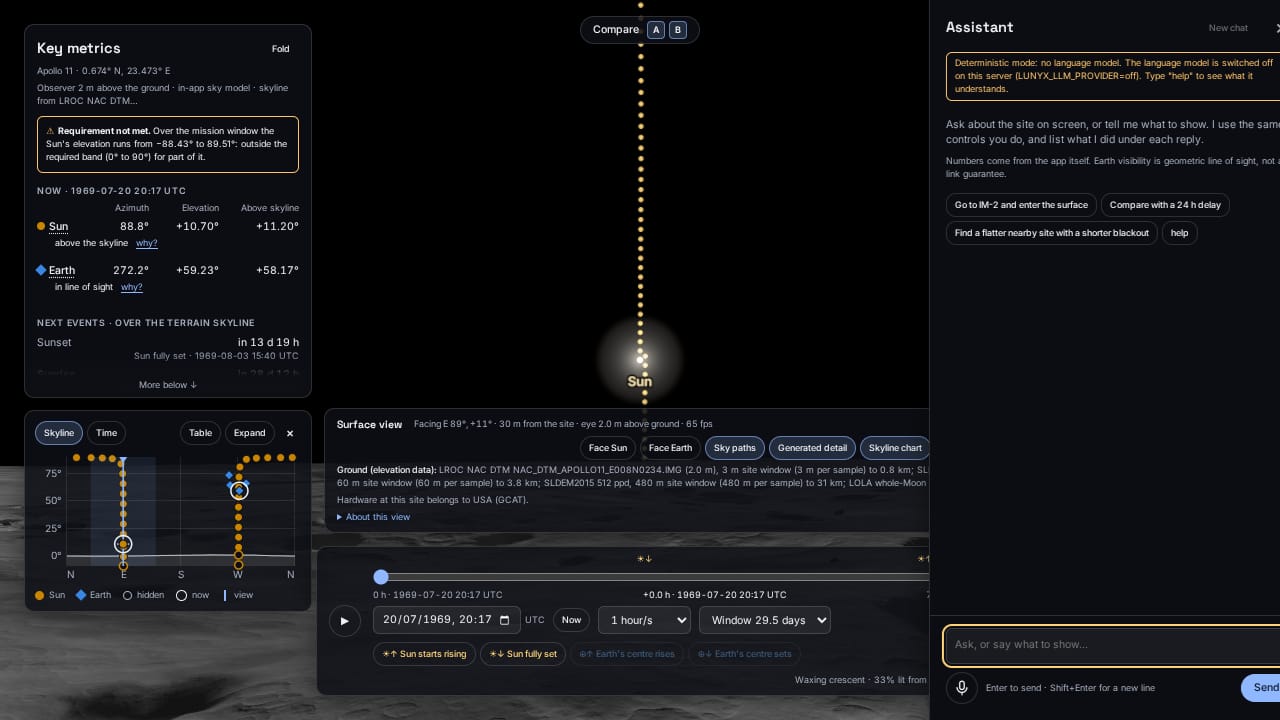 Key metrics
Fold
Apollo 11 · 0.674° N, 23.473° E
Observer 2 m above the ground · in-app sky model · skyline
from LROC NAC DTM...
⚠ Requirement not met. Over the mission window the
Sun's elevation runs from −88.43° to 89.51°: outside the
required band (0° to 90°) for part of it.
NOW · 1969-07-20 20:17 UTC
Azimuth Elevation Above skyline
Sun 88.8° +10.70° +11.20°
above the skyline why?
Earth 272.2° +59.23° +58.17°
in line of sight why?
NEXT EVENTS · OVER THE TERRAIN SKYLINE
Sunset in 13 d 19 h
Sun fully set · 1969-08-03 15:40 UTC
More below ↓
Skyline Time Table Expand ×
75°
50°
25°
0°
N E S W N
Sun Earth hidden now view
Compare A B
Sun
Surface view Facing E 89°, +11° · 30 m from the site · eye 2.0 m above ground · 65 fps
Face Sun Face Earth Sky paths Generated detail Skyline chart
Ground (elevation data): LROC NAC DTM NAC_DTM_APOLLO11_E008N0234.IMG (2.0 m), 3 m site window (3 m per sample) to 0.8 km;
60 m site window (60 m per sample) to 3.8 km; SLDEM2015 512 ppd, 480 m site window (480 m per sample) to 31 km; LOLA whole-Moon
Hardware at this site belongs to USA (GCAT).
▶ About this view
☀↓ ☀↑
0 h · 1969-07-20 20:17 UTC +0.0 h · 1969-07-20 20:17 UTC
▶ 20/07/1969, 20:17 UTC Now 1 hour/s Window 29.5 days
☀↑ Sun starts rising ☀↓ Sun fully set ⊕↑ Earth's centre rises ⊕↓ Earth's centre sets
Waxing crescent · 33% lit from
Assistant
New chat
Deterministic mode: no language model. The language model is switched off
on this server (LUNYX_LLM_PROVIDER=off). Type "help" to see what it
understands.
Ask about the site on screen, or tell me what to show. I use the same
controls you do, and list what I did under each reply.
Numbers come from the app itself. Earth visibility is geometric line of sight, not a
link guarantee.
Go to IM-2 and enter the surface Compare with a 24 h delay
Find a flatter nearby site with a shorter blackout help
Ask, or say what to show...
Enter to send · Shift+Enter for a new line
Send